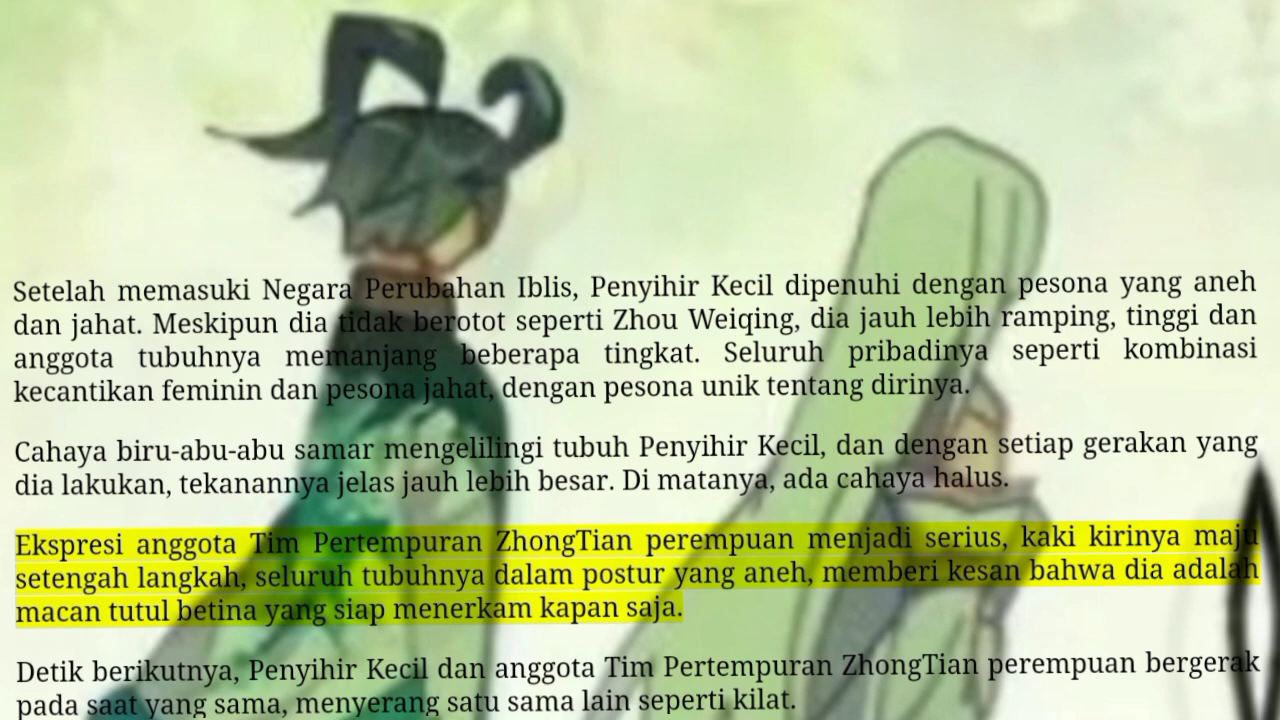 Setelah memasuki Negara Perubahan Iblis, Penyihir Kecil dipenuhi dengan pesona yang aneh
dan jahat. Meskipun dia tidak berotot seperti Zhou Weiqing, dia jauh lebih ramping, tinggi dan
anggota tubuhnya memanjang beberapa tingkat. Seluruh pribadinya seperti kombinasi
kecantikan feminin dan pesona jahat, dengan pesona unik tentang dirinya.
Cahaya biru-abu-abu samar mengelilingi tubuh Penyihir Kecil, dan dengan setiap gerakan yang
dia lakukan, tekanannya jelas jauh lebih besar. Di matanya, ada cahaya halus.
Ekspresi anggota Tim Pertempuran ZhongTian perempuan menjadi serius, kaki kirinya maju
setengah langkah, seluruh tubuhnya dalam postur yang aneh, memberi kesan bahwa dia adalah
macan tutul betina yang siap menerkam kapan saja.
Detik berikutnya, Penyihir Kecil dan anggota Tim Pertempuran ZhongTian perempuan bergerak
pada saat yang sama, menyerang satu sama lain seperti kilat.